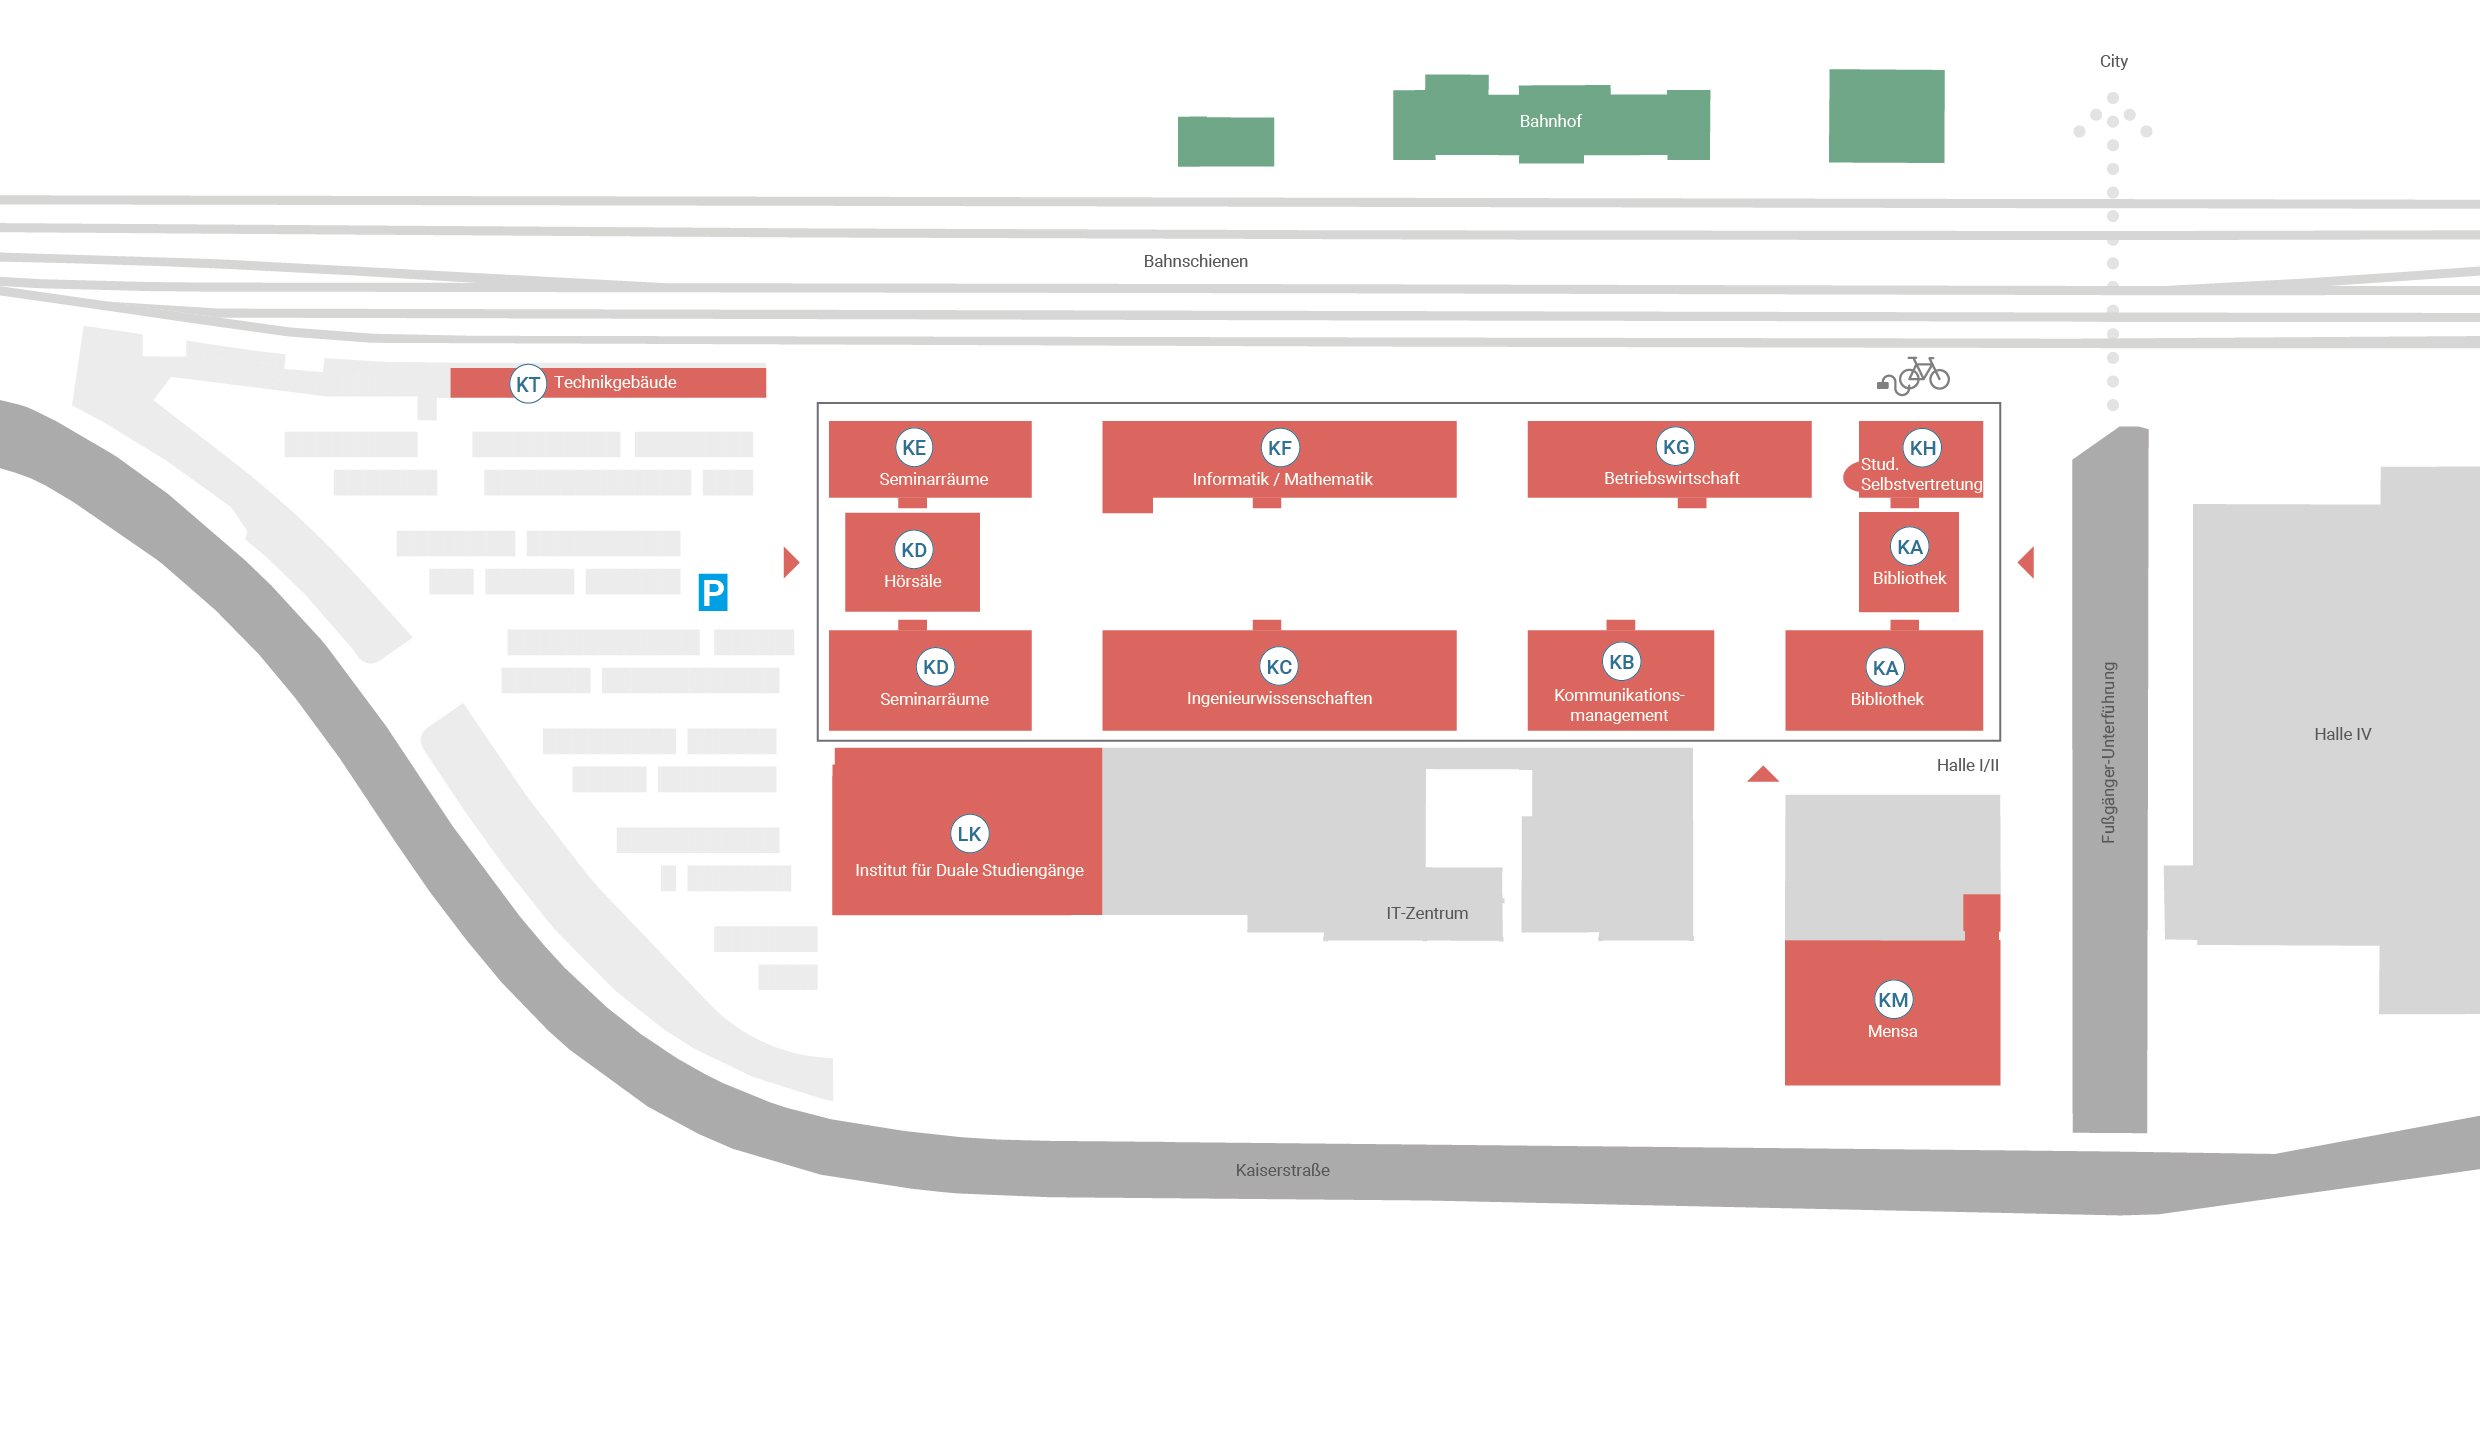 City
Bahnhof
Bahnschienen
KT Technikgebäude
KE
Seminarräume
KF
Informatik / Mathematik
KG
Betriebswirtschaft
KH
Stud.
Selbstvertretung
KD
Hörsäle
KA
Bibliothek
P
KD
Seminarräume
KC
Ingenieurwissenschaften
KB
Kommunikations-
management
KA
Bibliothek
Fußgänger-Unterführung
Halle IV
Halle I/II
LK
Institut für Duale Studiengänge
IT-Zentrum
KM
Mensa
Kaiserstraße